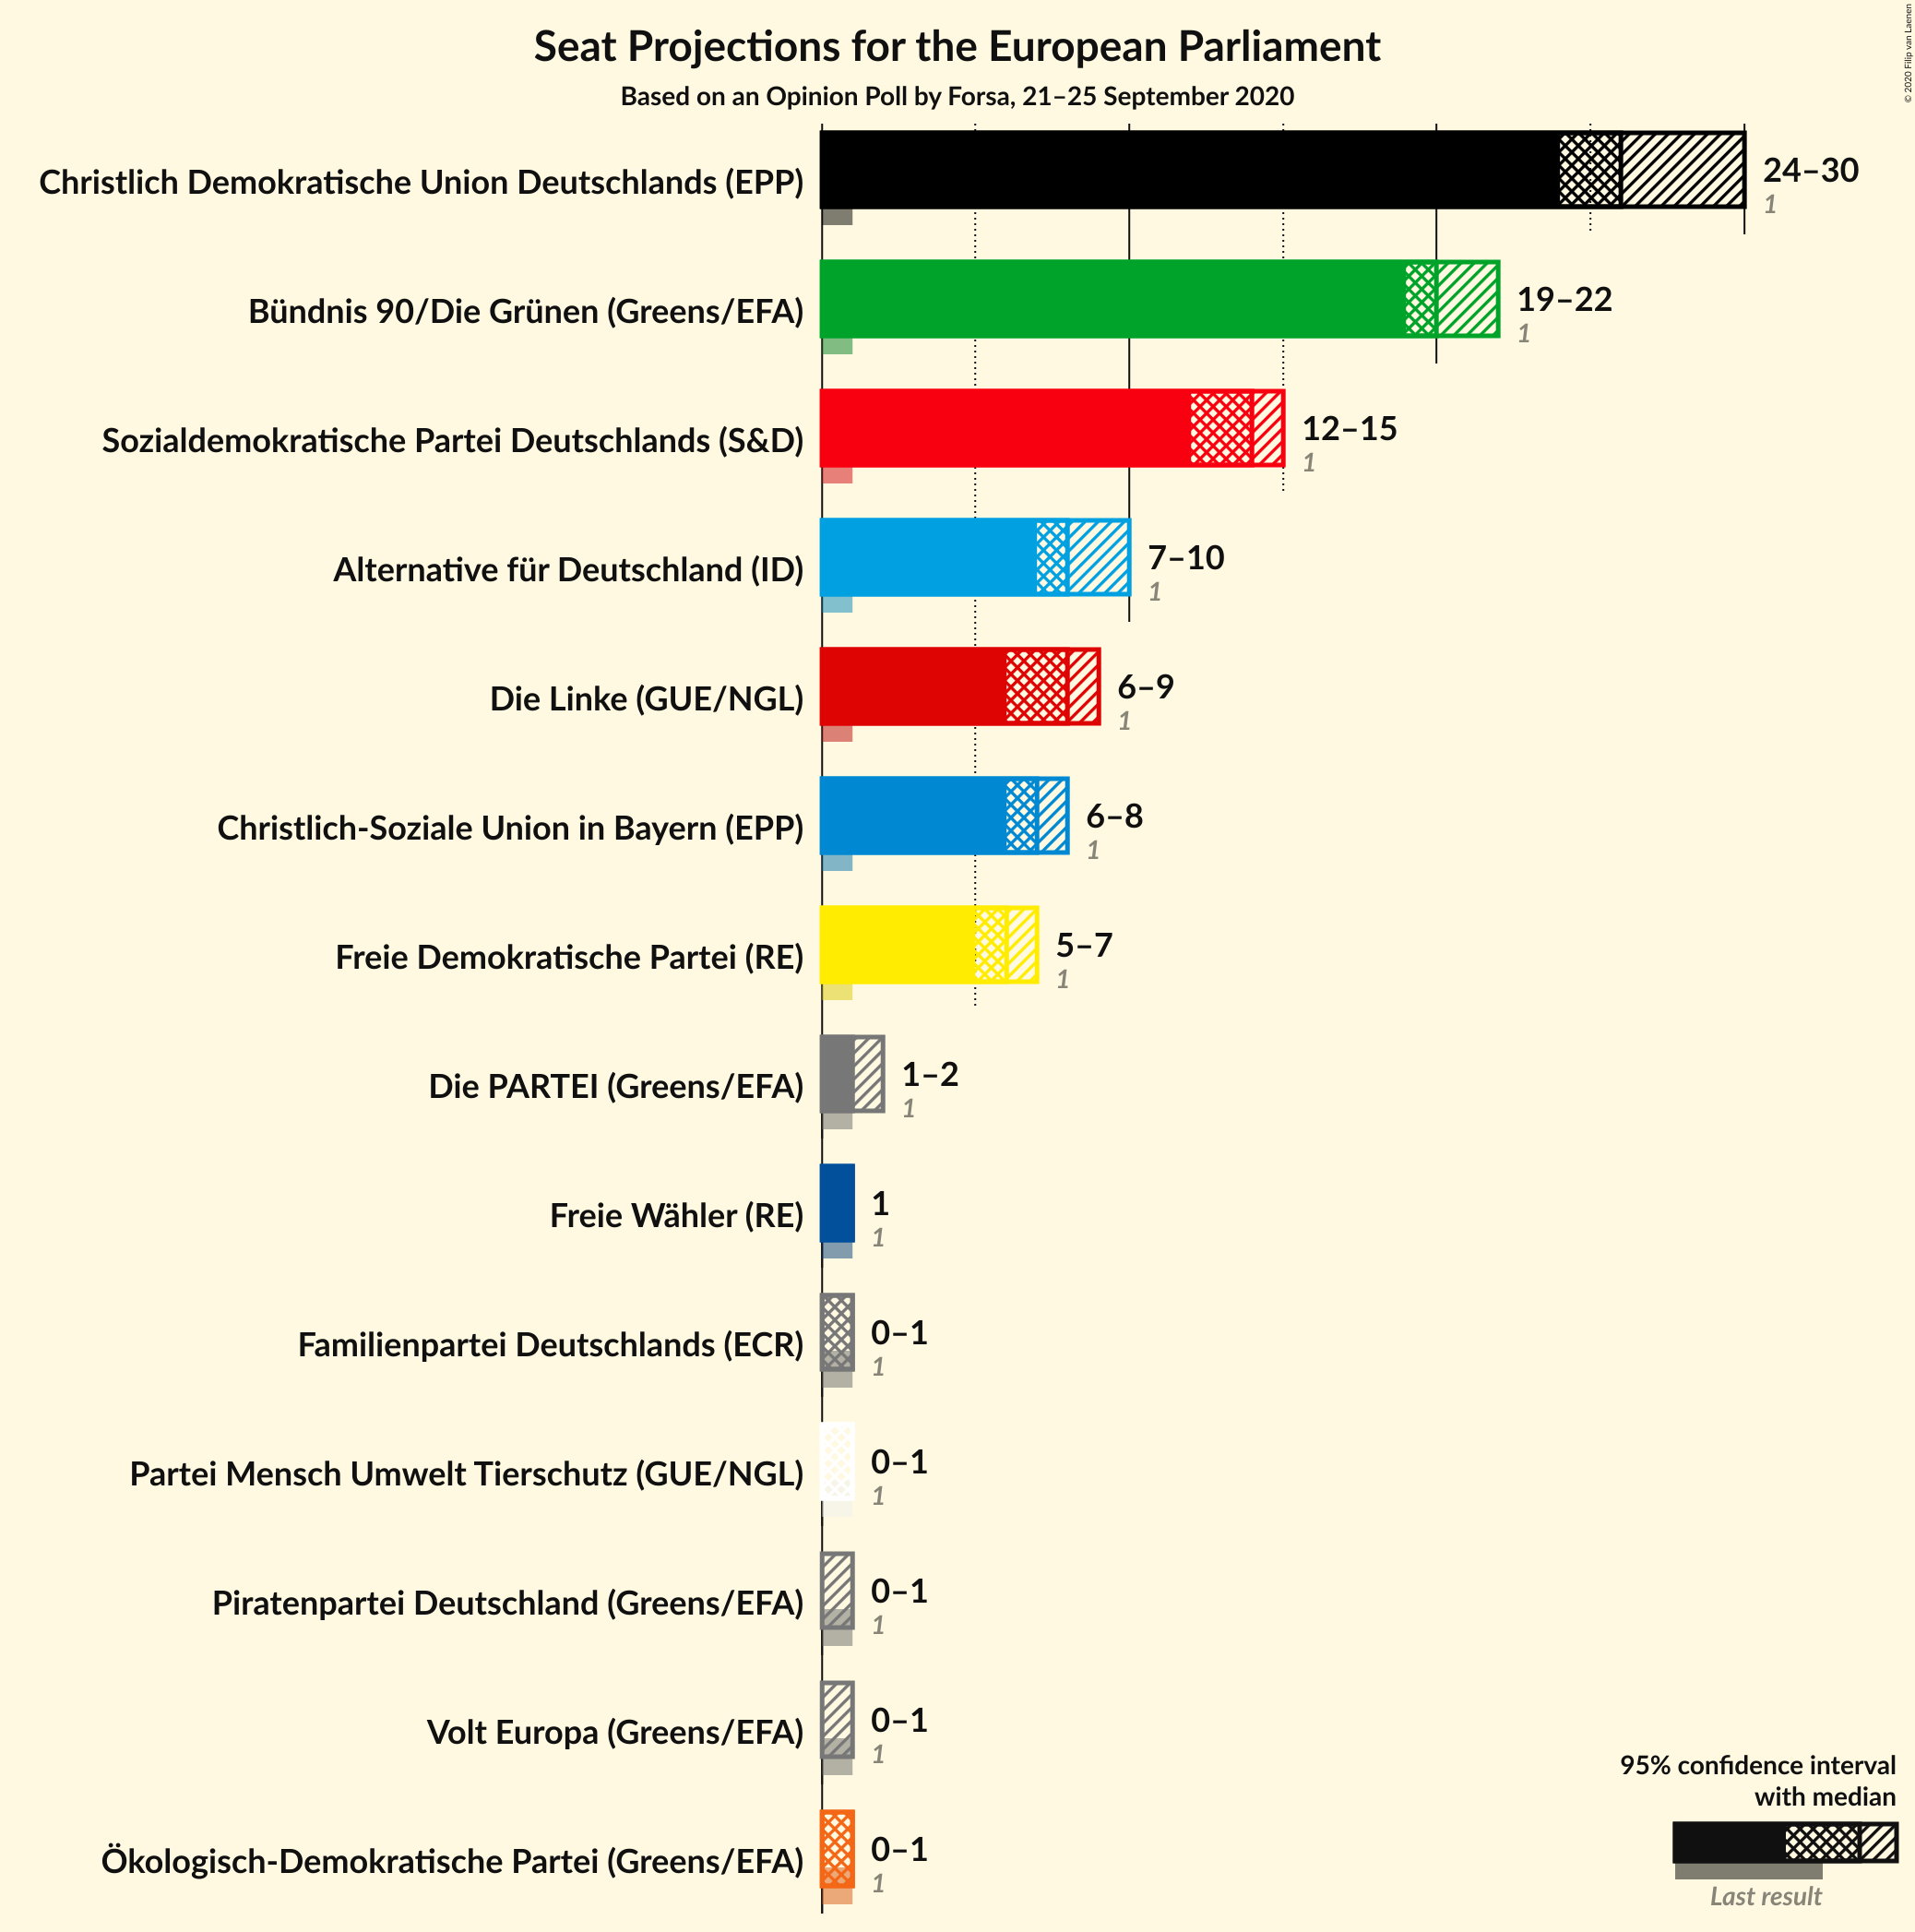 Seat Projections for the European Parliament
Based on an Opinion Poll by Forsa, 21–25 September 2020
© 2020 Filip van Laenen
Christlich Demokratische Union Deutschlands (EPP)
24–30
1
Bündnis 90/Die Grünen (Greens/EFA)
19–22
1
Sozialdemokratische Partei Deutschlands (S&D)
12–15
1
Alternative für Deutschland (ID)
7–10
1
Die Linke (GUE/NGL)
6–9
1
Christlich-Soziale Union in Bayern (EPP)
6–8
1
Freie Demokratische Partei (RE)
5–7
1
Die PARTEI (Greens/EFA)
1–2
1
Freie Wähler (RE)
1
1
Familienpartei Deutschlands (ECR)
0–1
1
Partei Mensch Umwelt Tierschutz (GUE/NGL)
0–1
1
Piratenpartei Deutschland (Greens/EFA)
0–1
1
Volt Europa (Greens/EFA)
0–1
1
Ökologisch-Demokratische Partei (Greens/EFA)
0–1
1
95% confidence interval
with median
Last result